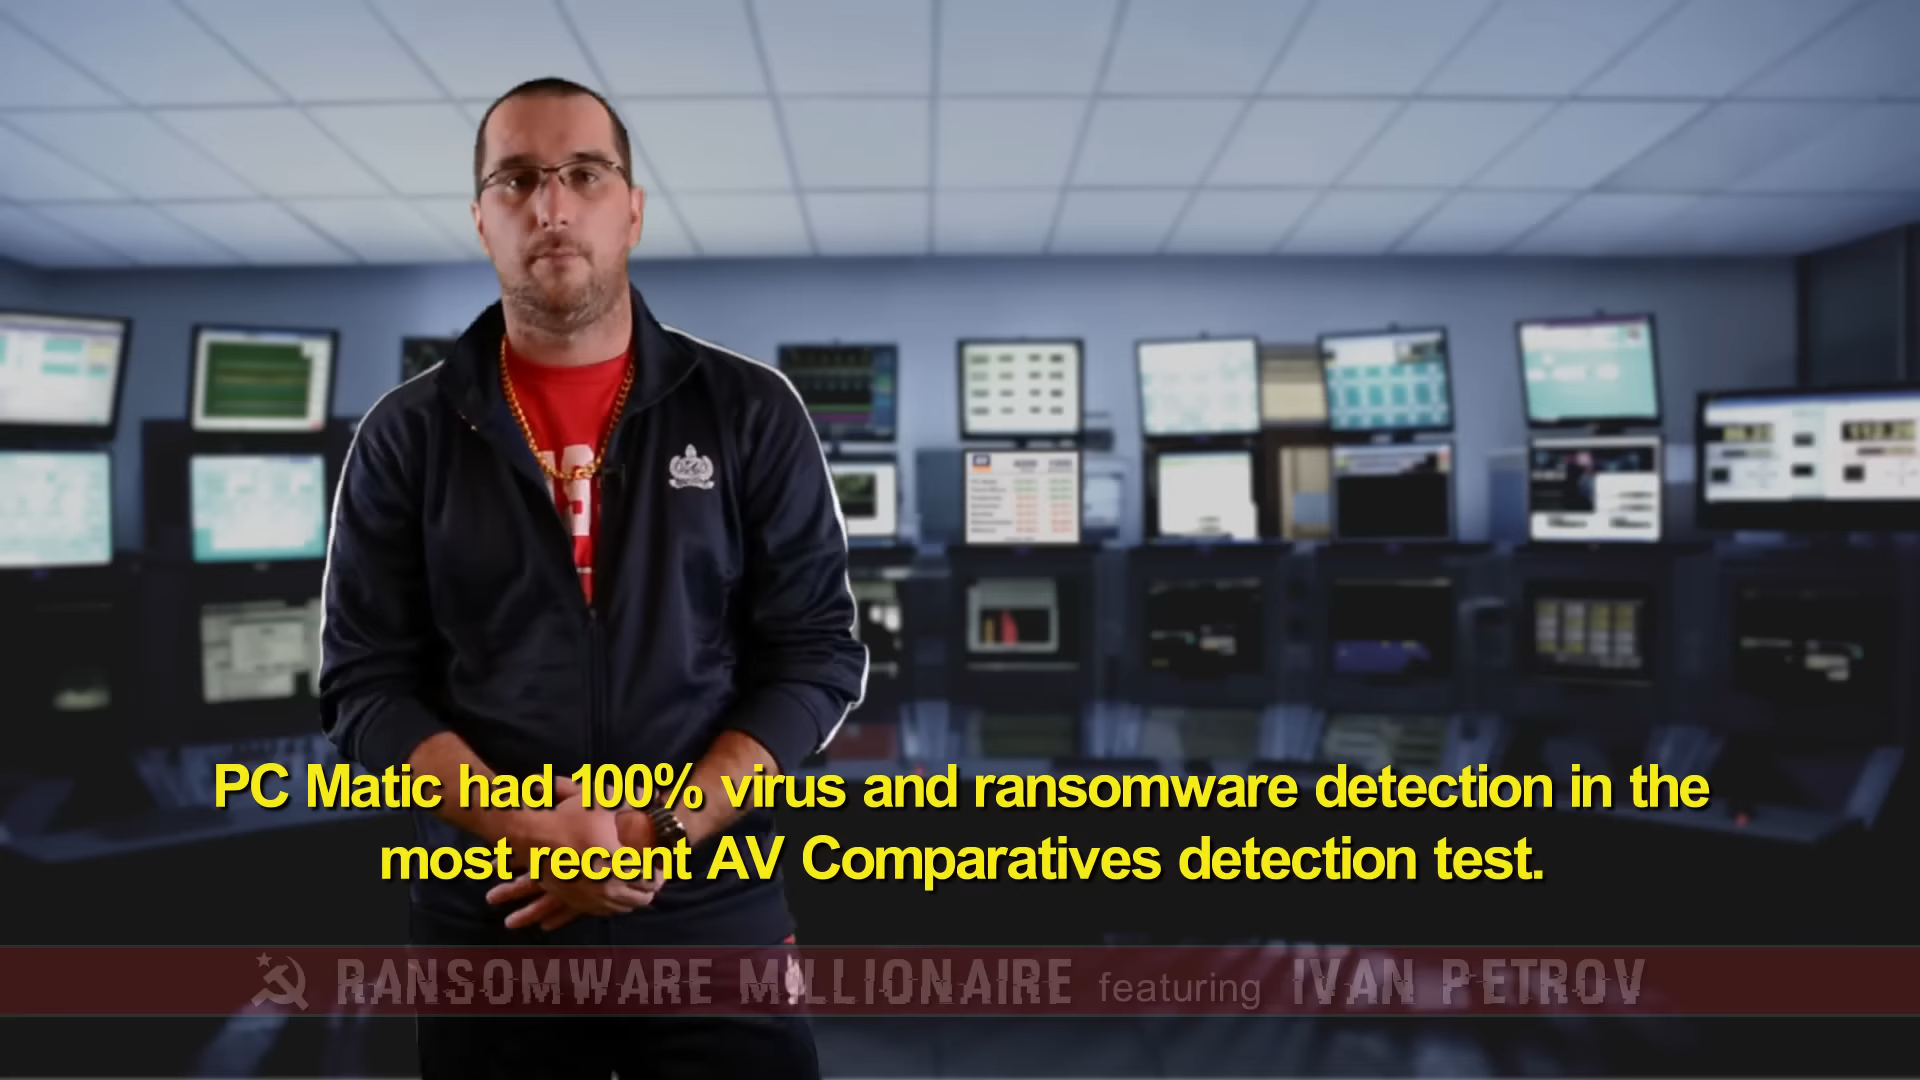 PC Matic had 100% virus and ransomware detection in the
most recent AV Comparatives detection test.
RANSOMWARE MILLIONAIRE featuring IVAN PETROV